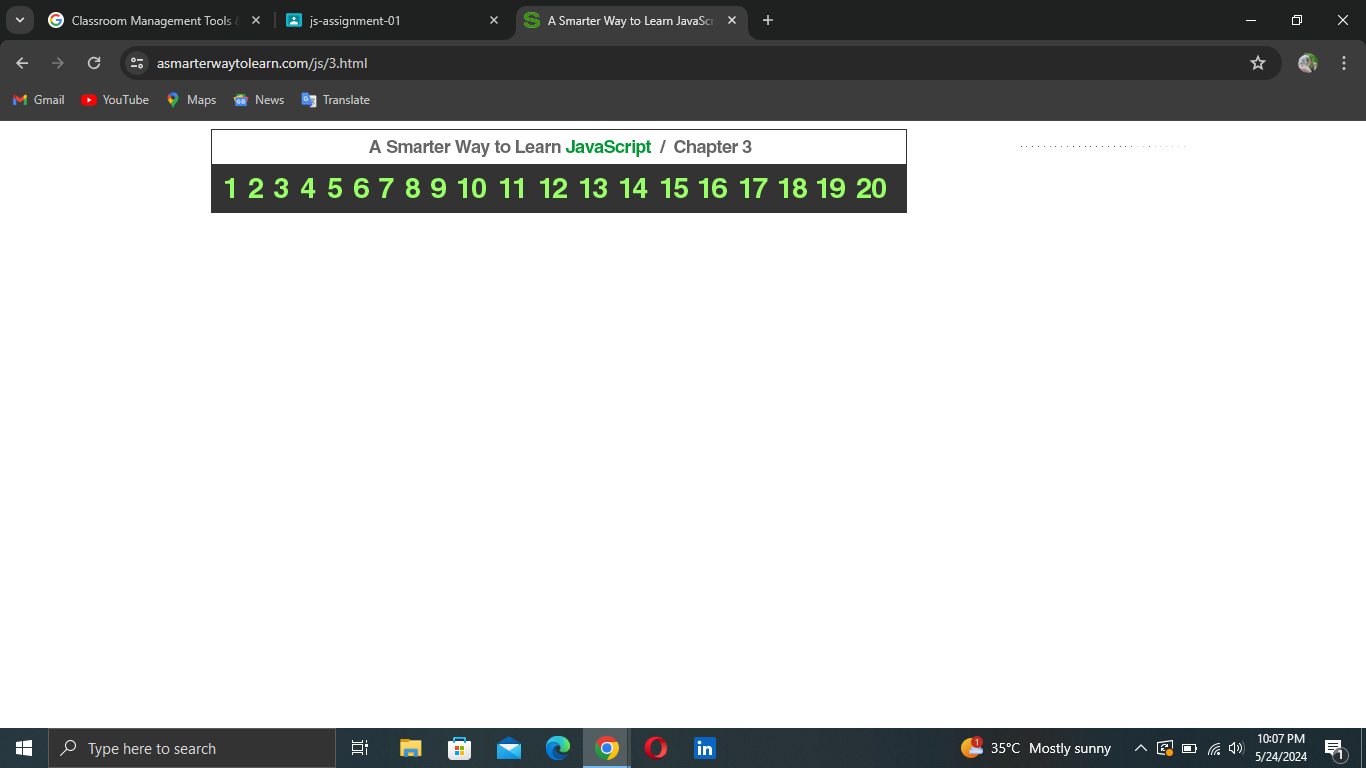 Classroom Management Tools &
js-assignment-01
A Smarter Way to Learn JavaScr
asmarterwaytolearn.com/js/3.html
Gmail
YouTube
Maps
News
Translate
A Smarter Way to Learn JavaScript / Chapter 3
1 2 3 4 5 6 7 8 9 10 11 12 13 14 15 16 17 18 19 20
Type here to search
1
35°C Mostly sunny
10:07 PM
5/24/2024
1